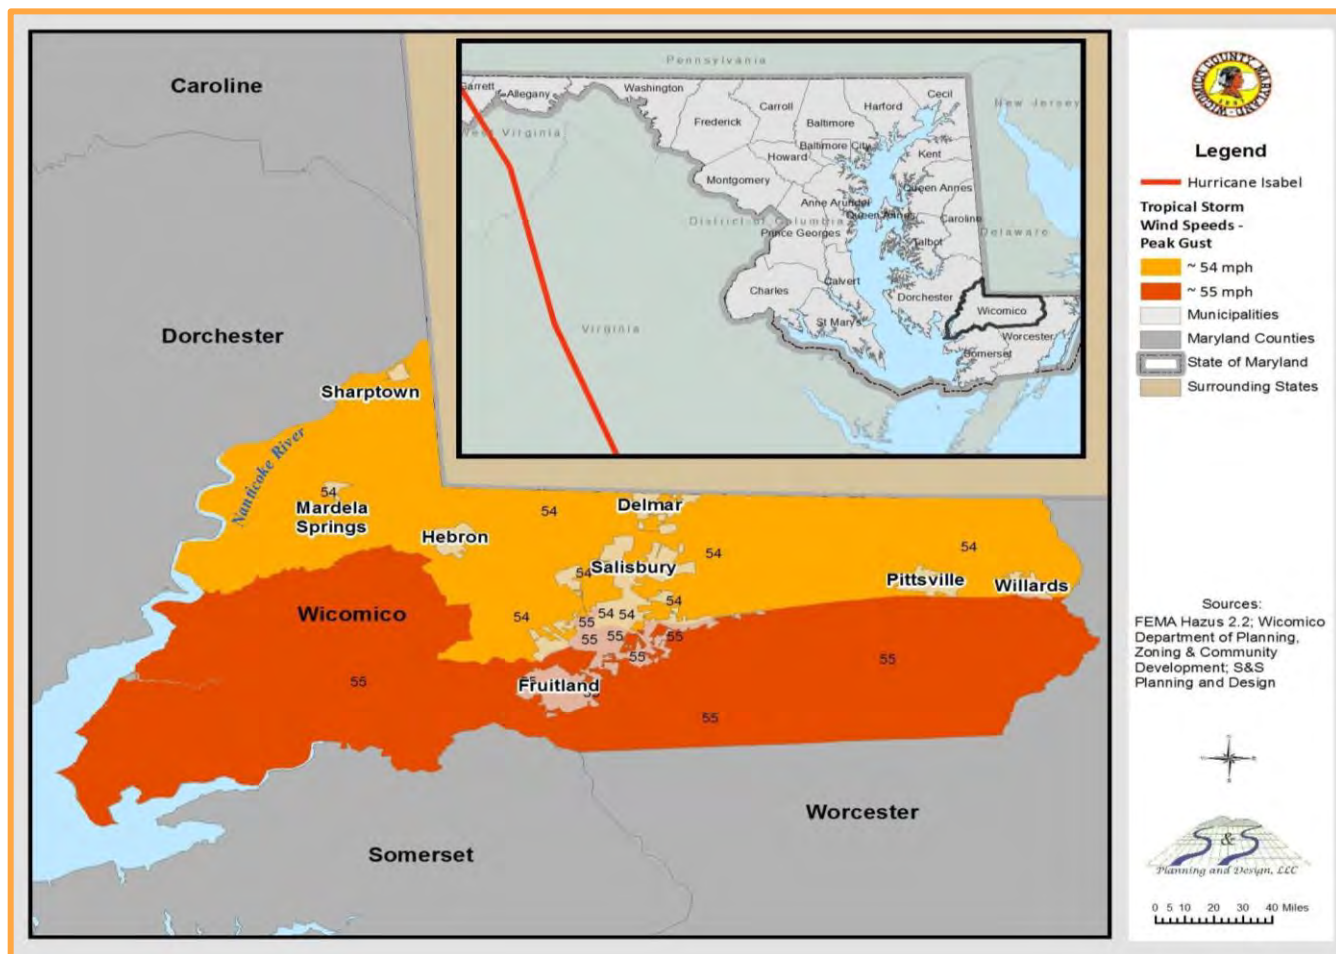 Caroline
Dorchester
Sharptown
Nanticoke River
54
Mardela
Springs
Hebron
54
Delmar
54
54
Salisbury
54
54
Pittsville
Willards
Wicomico
54
54
54
55
55
55
55
55
55
55
Fruitland
55
55
Worcester
Somerset
Pennsylvania
Garrett
Allegany
Washington
Cecil
Carroll
Harford
New Jersey
Frederick
Baltimore
West Virginia
Baltimore City
Howard
Kent
Montgomery
Queen Annes
Anne Arundel
Queen Annes
District of Columbia
Caroline
Prince Georges
Delaware
Talbot
Calvert
Charles
Dorchester
Virginia
St Marys
Wicomico
Worcester
Somerset
WICOMICO COUNTY, MARYLAND
1867
Legend
Hurricane Isabel
Tropical Storm
Wind Speeds -
Peak Gust
~ 54 mph
~ 55 mph
Municipalities
Maryland Counties
State of Maryland
Surrounding States
Sources:
FEMA Hazus 2.2; Wicomico
Department of Planning,
Zoning & Community
Development; S&S
Planning and Design
S & S
Planning and Design, LLC
0 5 10 20 30 40 Miles